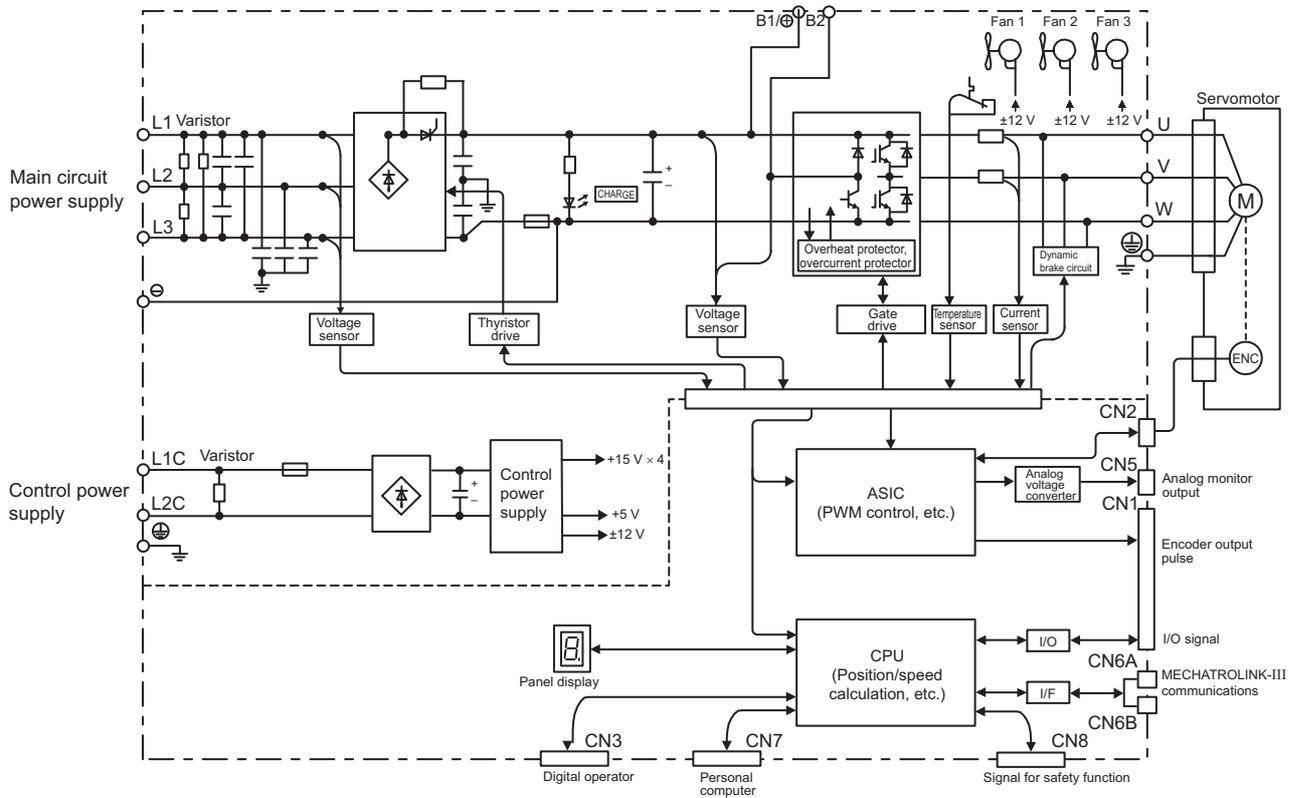 B1/⊕ B2
Fan 1 Fan 2 Fan 3
±12 V ±12 V ±12 V
Servomotor
L1 Varistor
L2
L3
Main circuit
power supply
⊖
+
–
CHARGE
U
V
W
M
Overheat protector,
overcurrent protector
Dynamic
brake circuit
Voltage
sensor
Thyristor
drive
Voltage
sensor
Gate
drive
Temperature
sensor
Current
sensor
ENC
Control power
supply
L1C
Varistor
L2C
+
–
Control
power
supply
+15 V × 4
+5 V
±12 V
ASIC
(PWM control, etc.)
Analog
voltage
converter
CN2
CN5
Analog monitor
output
CN1
Encoder output
pulse
I/O signal
I/O
CPU
(Position/speed
calculation, etc.)
I/F
CN6A
MECHATROLINK-III
communications
CN6B
8.
Panel display
CN3
Digital operator
CN7
Personal
computer
CN8
Signal for safety function